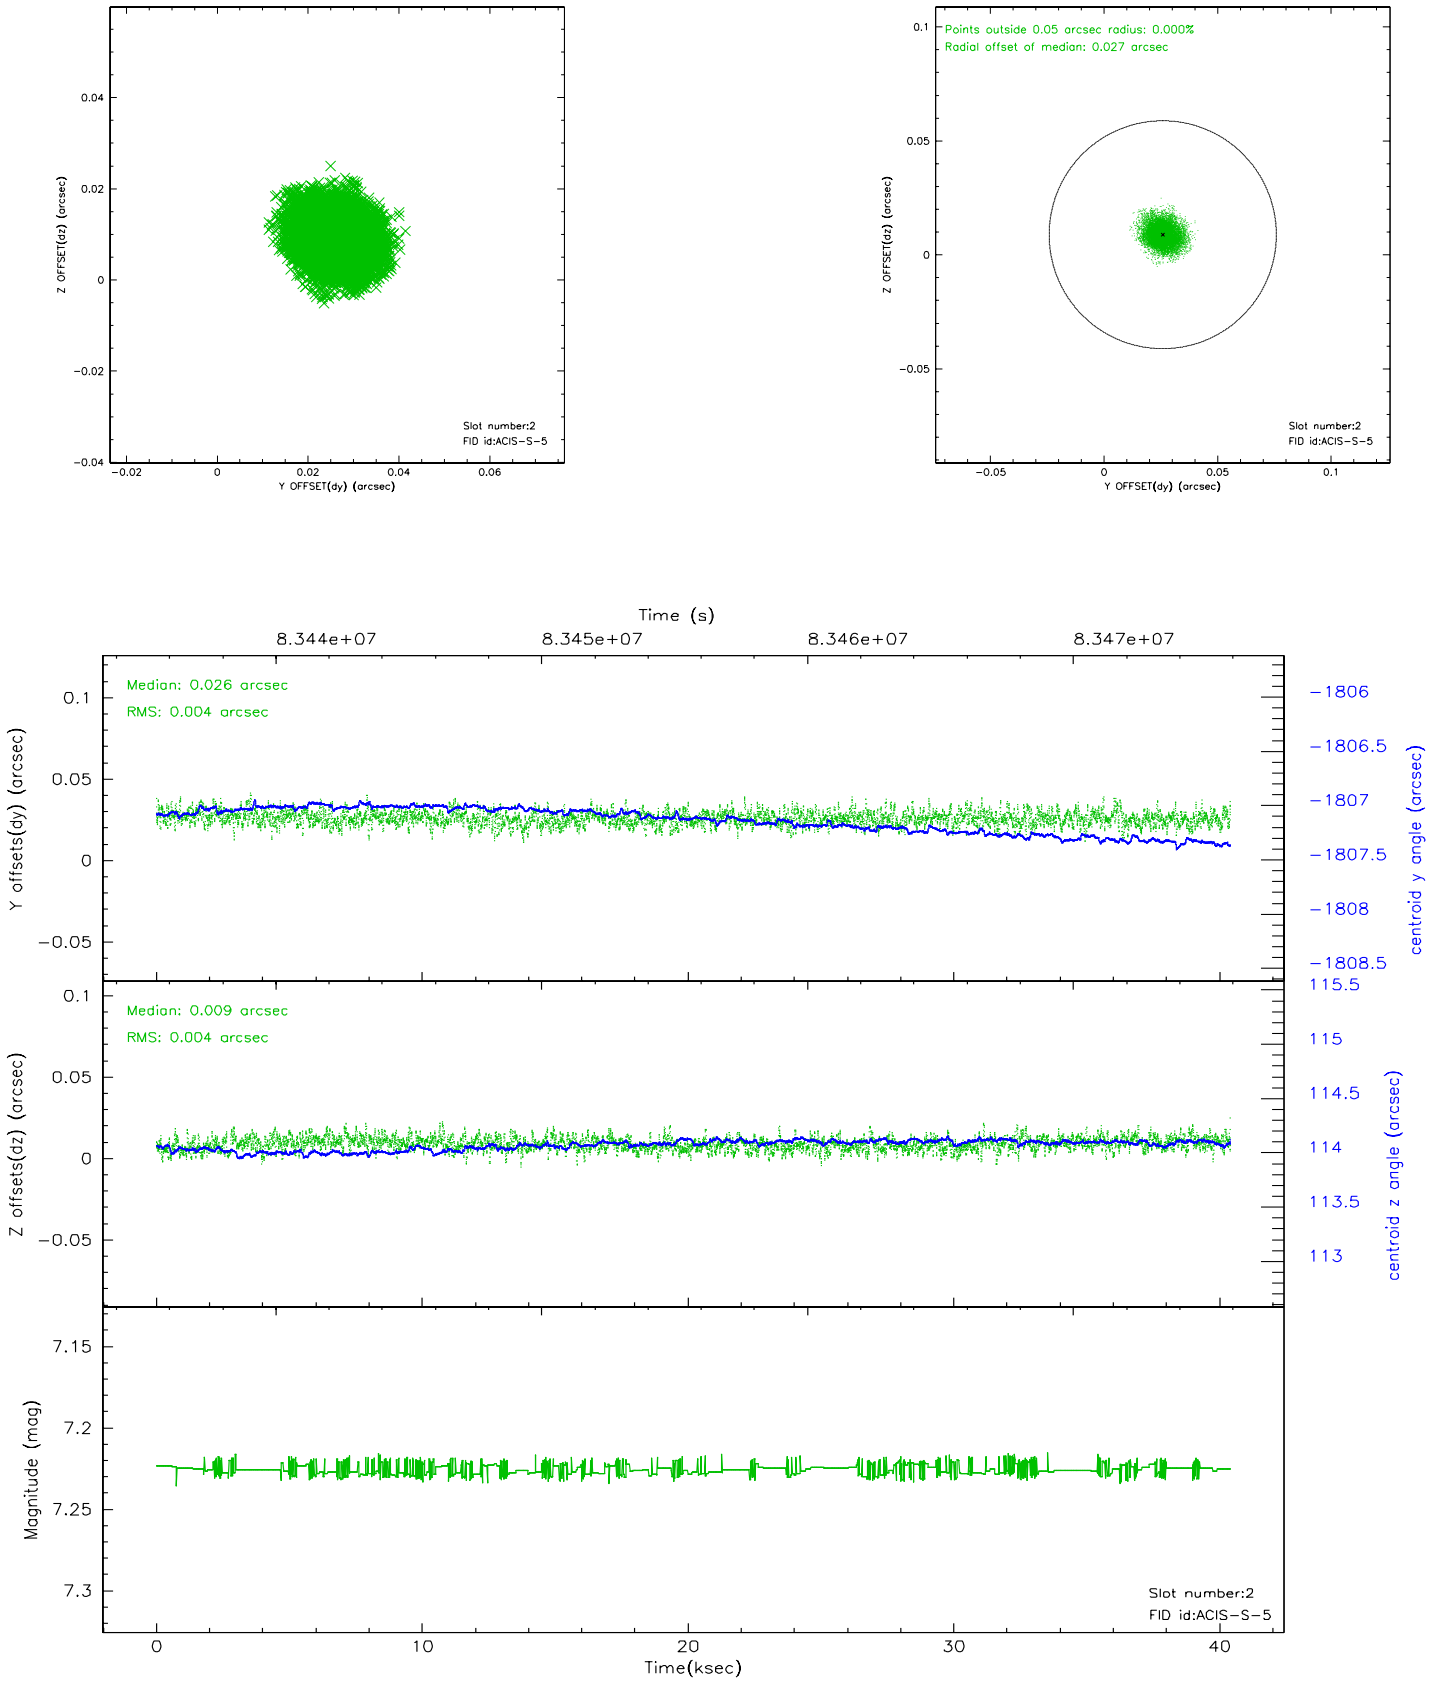 0.04
0.02
0
-0.02
-0.04
Z OFFSET(dz) (arcsec)
Slot number:2
FID id:ACIS-S-5
-0.02 0 0.02 0.04 0.06
Y OFFSET(dy) (arcsec)
Points outside 0.05 arcsec radius: 0.000%
Radial offset of median: 0.027 arcsec
0.1
0.05
0
-0.05
Z OFFSET(dz) (arcsec)
Slot number:2
FID id:ACIS-S-5
-0.05 0 0.05 0.1
Y OFFSET(dy) (arcsec)
Time (s)
8.344e+07 8.345e+07 8.346e+07 8.347e+07
Median: 0.026 arcsec
RMS: 0.004 arcsec
0.1
0.05
0
-0.05
Y offsets(dy) (arcsec)
-1806
-1806.5
-1807
-1807.5
-1808
-1808.5
centroid y angle (arcsec)
Median: 0.009 arcsec
RMS: 0.004 arcsec
0.1
0.05
0
-0.05
Z offsets(dz) (arcsec)
115.5
115
114.5
114
113.5
113
centroid z angle (arcsec)
7.15
7.2
7.25
7.3
Magnitude (mag)
Slot number:2
FID id:ACIS-S-5
0 10 20 30 40
Time(ksec)